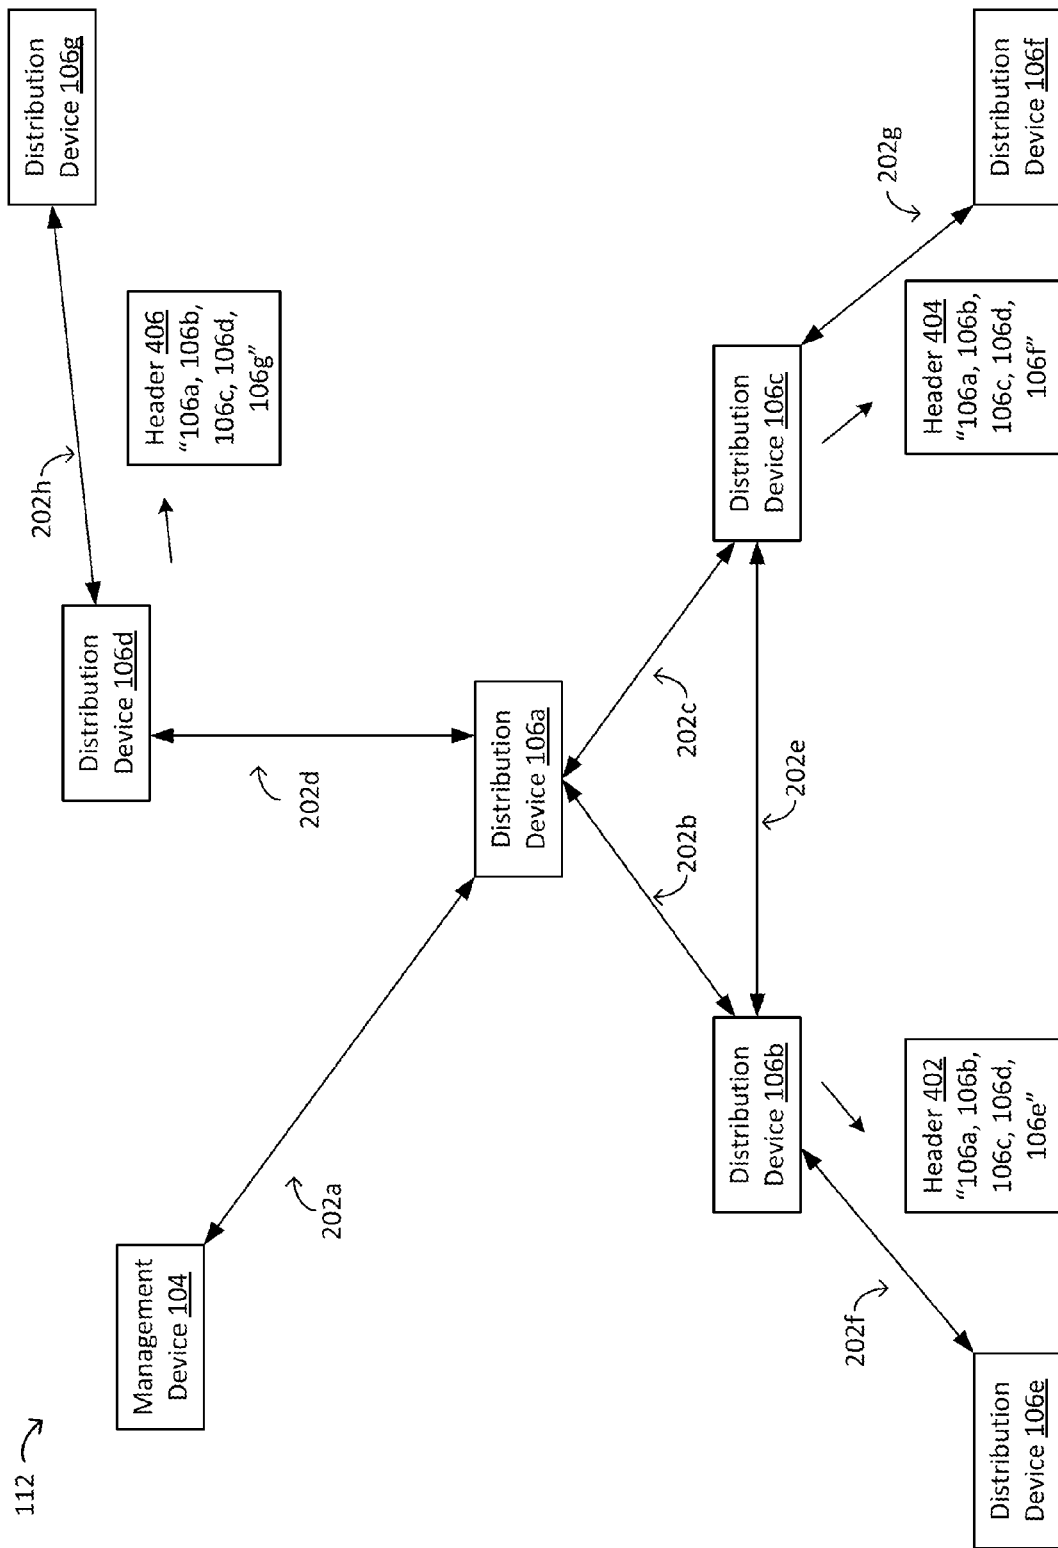 112
Distribution
Device 106g
202h
Distribution
Device 106d
Management
Device 104
Header 406
“106a, 106b,
106c, 106d,
106g”
202d
202a
Distribution
Device 106a
202b
202c
Distribution
Device 106b
Distribution
Device 106c
202e
202f
202g
Header 402
“106a, 106b,
106c, 106d,
106e”
Header 404
“106a, 106b,
106c, 106d,
106f”
Distribution
Device 106e
Distribution
Device 106f